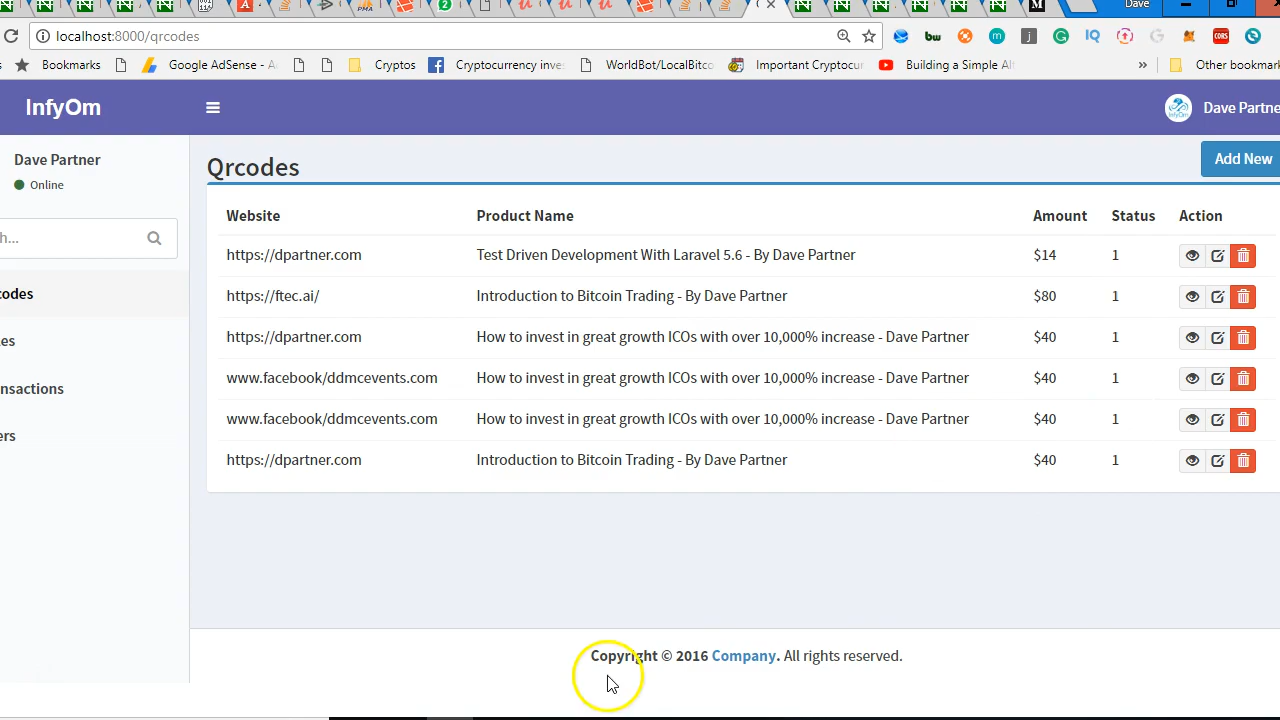 Dave
localhost:8000/qrcodes
Bookmarks Google AdSense - A Cryptos Cryptocurrency inve WorldBot/LocalBitco Important Cryptocur Building a Simple Alt » Other bookmark
InfyOm Dave Partne
Dave Partner
Online
Qrcodes
Add New
h...
codes
es
nsactions
ers
Website Product Name Amount Status Action
https://dpartner.com Test Driven Development With Laravel 5.6 - By Dave Partner $14 1
https://ftec.ai/ Introduction to Bitcoin Trading - By Dave Partner $80 1
https://dpartner.com How to invest in great growth ICOs with over 10,000% increase - Dave Partner $40 1
www.facebook/ddmcevents.com How to invest in great growth ICOs with over 10,000% increase - Dave Partner $40 1
www.facebook/ddmcevents.com How to invest in great growth ICOs with over 10,000% increase - Dave Partner $40 1
https://dpartner.com Introduction to Bitcoin Trading - By Dave Partner $40 1
Copyright © 2016 Company. All rights reserved.